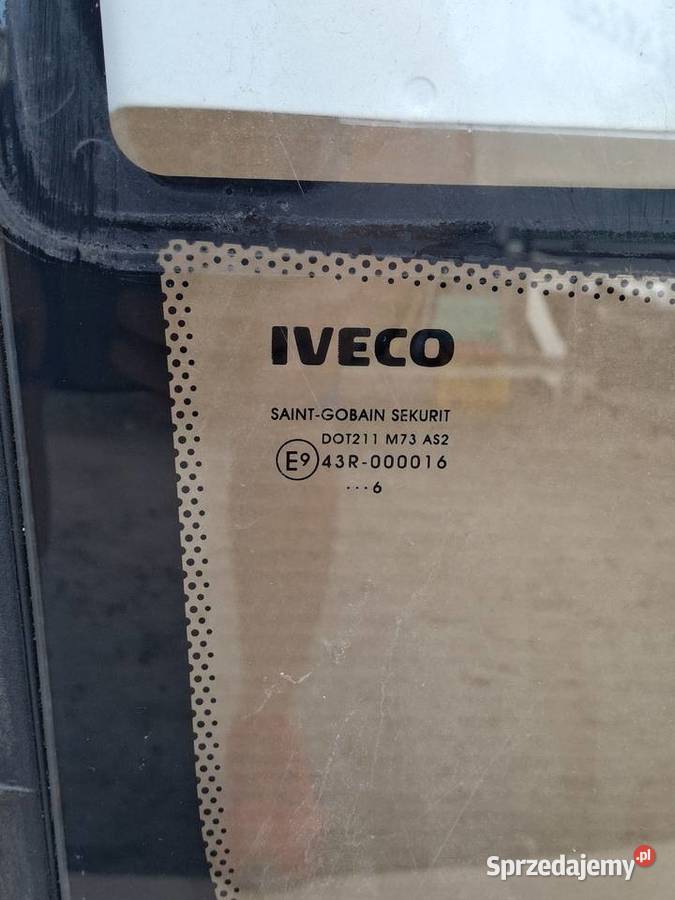 IVECO
SAINT-GOBAIN SEKURIT
DOT211 M73 AS2
E9 43R-000016
···6
Sprzedajemy.pl